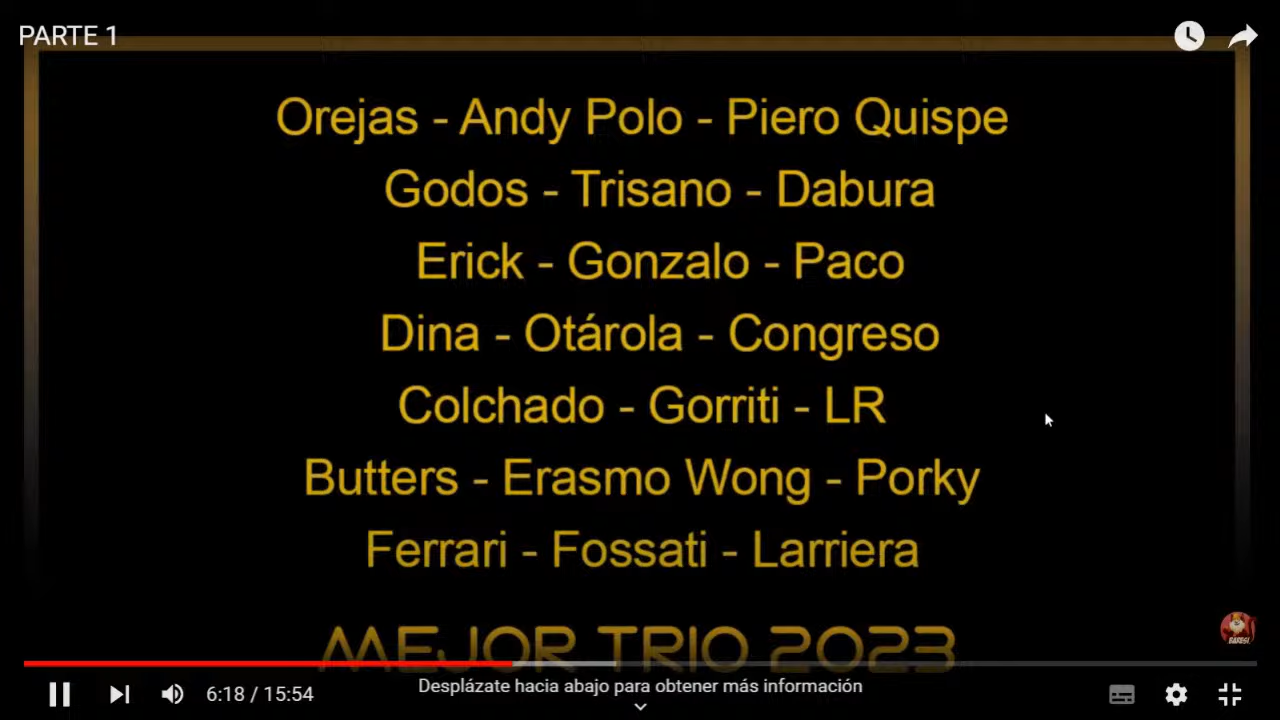 PARTE 1
Orejas - Andy Polo - Piero Quispe
Godos - Trisano - Dabura
Erick - Gonzalo - Paco
Dina - Otárola - Congreso
Colchado - Gorriti - LR
Butters - Erasmo Wong - Porky
Ferrari - Fossati - Larriera
MEJOR TRIO 2023
BARESI
6:18 / 15:54
Desplázate hacia abajo para obtener más información